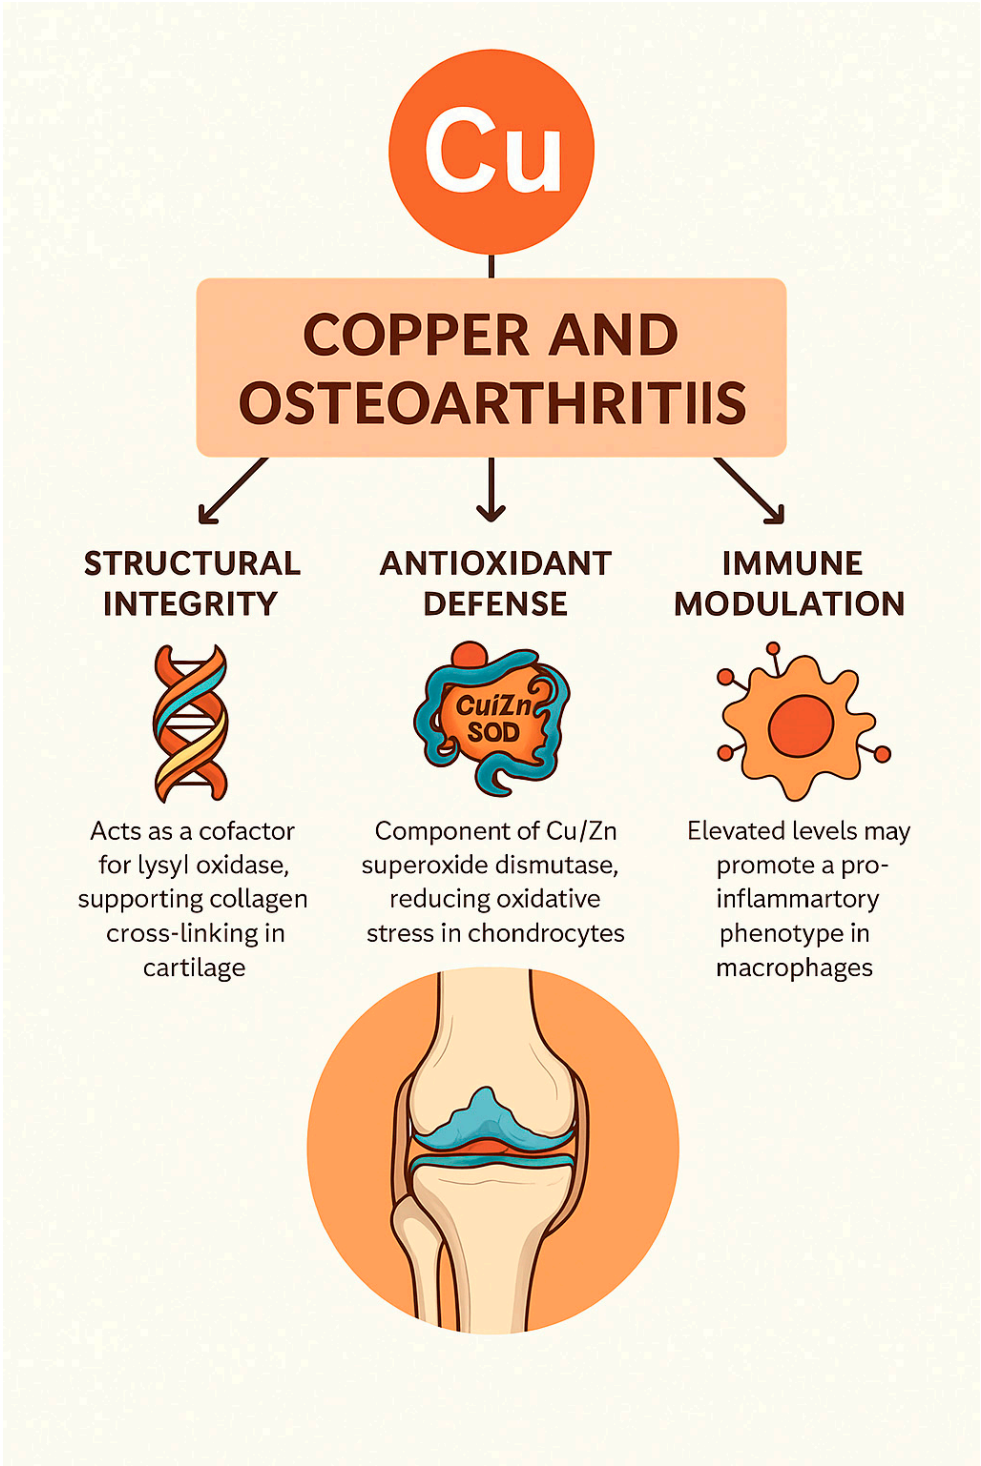 Cu
COPPER AND
OSTEOARTHRITIIS
STRUCTURAL
INTEGRITY
ANTIOXIDANT
DEFENSE
IMMUNE
MODULATION
CuíZn
SOD
Acts as a cofactor
for lysyl oxidase,
supporting collagen
cross-linking in
cartilage
Component of Cu/Zn
superoxide dismutase,
reducing oxidative
stress in chondrocytes
Elevated levels may
promote a pro-
inflammartory
phenotype in
macrophages